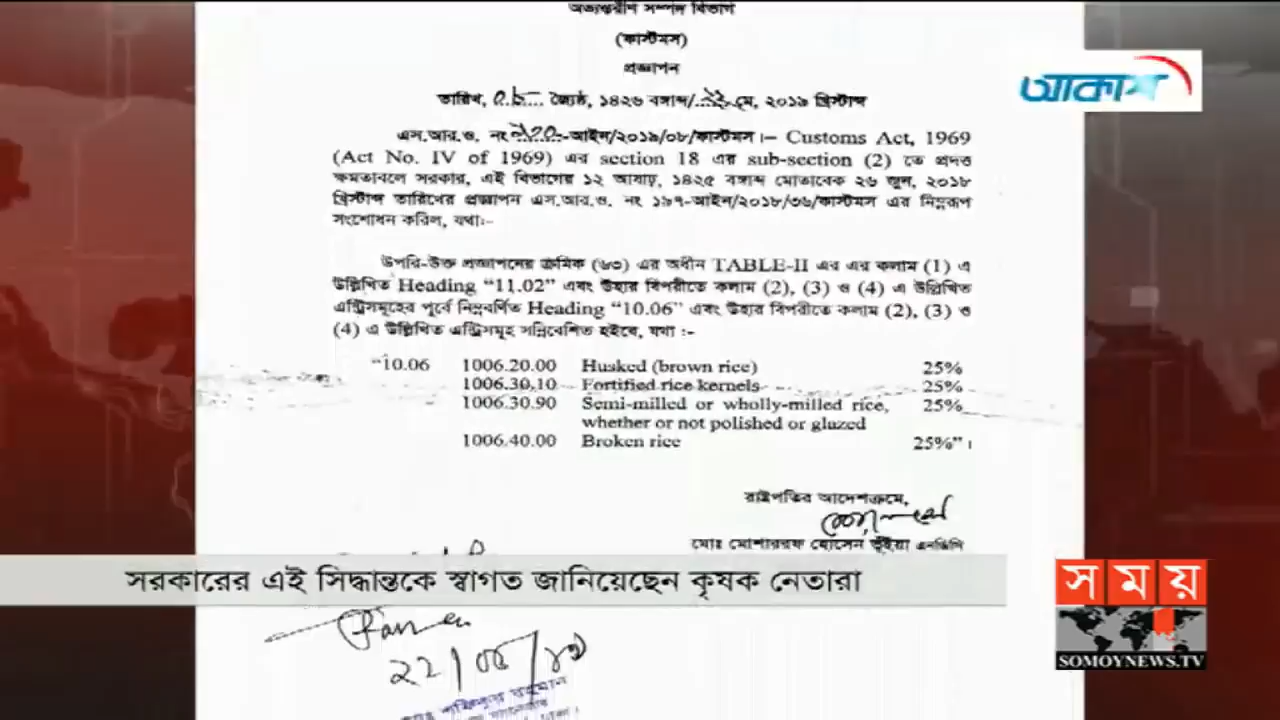 অভ্যন্তরীণ সম্পদ বিভাগ
(কাস্টমস)
প্রজ্ঞাপন
আকাশ
তারিখ, ০৮ জ্যৈষ্ঠ, ১৪২৬ বঙ্গাব্দ/ ২২ মে, ২০১৯ খ্রিস্টাব্দ
এস.আর.ও. নং -আইন/২০১৯/০৮/কাস্টমস।– Customs Act, 1969
(Act No. IV of 1969) এর section 18 এর sub-section (2) তে প্রদত্ত
ক্ষমতাবলে সরকার, এই বিভাগের ১২ আষাঢ়, ১৪২৫ বঙ্গাব্দ মোতাবেক ২৬ জুন, ২০১৮
খ্রিস্টাব্দ তারিখের প্রজ্ঞাপন এস.আর.ও. নং ১৯৭-আইন/২০১৮/৩৬/কাস্টমস এর নিম্নরূপ
সংশোধন করিল, যথা:-
উপরি-উক্ত প্রজ্ঞাপনের ক্রমিক (৬৩) এর অধীন TABLE-II এর এর কলাম (1) এ
উল্লিখিত Heading “11.02” এবং উহার বিপরীতে কলাম (2), (3) ও (4) এ উল্লিখিত
এন্ট্রিসমূহের পূর্বে নিম্নবর্ণিত Heading “10.06” এবং উহার বিপরীতে কলাম (2), (3) ও
(4) এ উল্লিখিত এন্ট্রিসমূহ সন্নিবেশিত হইবে, যথা :-
“10.06 1006.20.00 Husked (brown rice) 25%
1006.30.10 Fortified rice kernels 25%
1006.30.90 Semi-milled or wholly-milled rice, 25%
whether or not polished or glazed
1006.40.00 Broken rice 25%”।
রাষ্ট্রপতির আদেশক্রমে,
মোঃ মোশাররফ হোসেন ভূঁইয়া এনডিসি
সরকারের এই সিদ্ধান্তকে স্বাগত জানিয়েছেন কৃষক নেতারা
সময়
SOMOYNEWS.TV